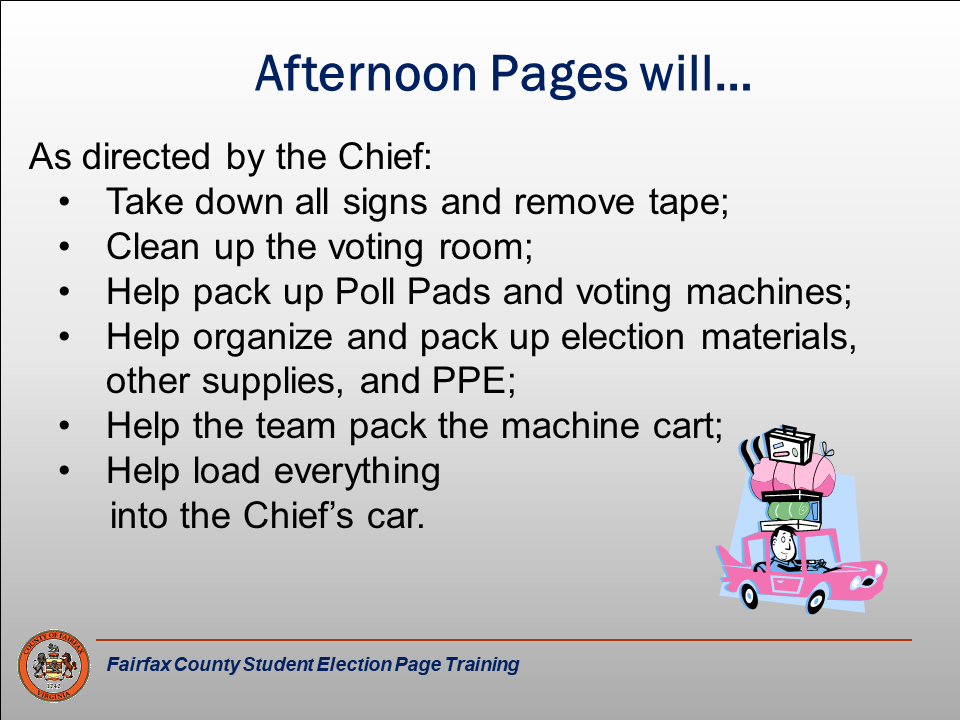 Afternoon Pages will…
As directed by the Chief:
• Take down all signs and remove tape;
• Clean up the voting room;
• Help pack up Poll Pads and voting machines;
• Help organize and pack up election materials,
other supplies, and PPE;
• Help the team pack the machine cart;
• Help load everything
into the Chief’s car.
COUNTY OF FAIRFAX
1742
VIRGINIA
Fairfax County Student Election Page Training